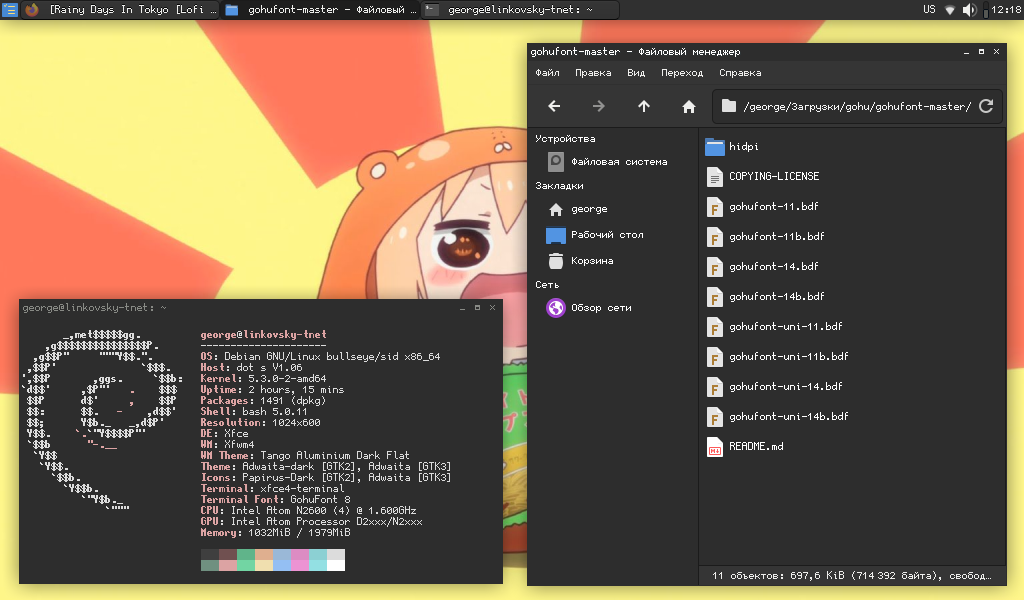 [Rainy Days In Tokyo [Lofi …
gohufont-master – Файловый …
george@linkovsky-tnet: ~
US
12:18
gohufont-master – Файловый менеджер
Файл Правка Вид Переход Справка
/george/Загрузки/gohu/gohufont-master/
Устройства
Файловая система
Закладки
george
Рабочий стол
Корзина
Сеть
Обзор сети
hidpi
COPYING-LICENSE
gohufont-11.bdf
gohufont-11b.bdf
gohufont-14.bdf
gohufont-14b.bdf
gohufont-uni-11.bdf
gohufont-uni-11b.bdf
gohufont-uni-14.bdf
gohufont-uni-14b.bdf
README.md
11 объектов: 697,6 KiB (714 392 байта), свобод…
george@linkovsky-tnet: ~
george@linkovsky-tnet
---------------------
OS: Debian GNU/Linux bullseye/sid x86_64
Host: dot s V1.06
Kernel: 5.3.0-2-amd64
Uptime: 2 hours, 15 mins
Packages: 1491 (dpkg)
Shell: bash 5.0.11
Resolution: 1024x600
DE: Xfce
WM: Xfwm4
WM Theme: Tango Aluminium Dark Flat
Theme: Adwaita-dark [GTK2], Adwaita [GTK3]
Icons: Papirus-Dark [GTK2], Adwaita [GTK3]
Terminal: xfce4-terminal
Terminal Font: GohuFont 8
CPU: Intel Atom N2600 (4) @ 1.600GHz
GPU: Intel Atom Processor D2xxx/N2xxx
Memory: 1032MiB / 1979MiB